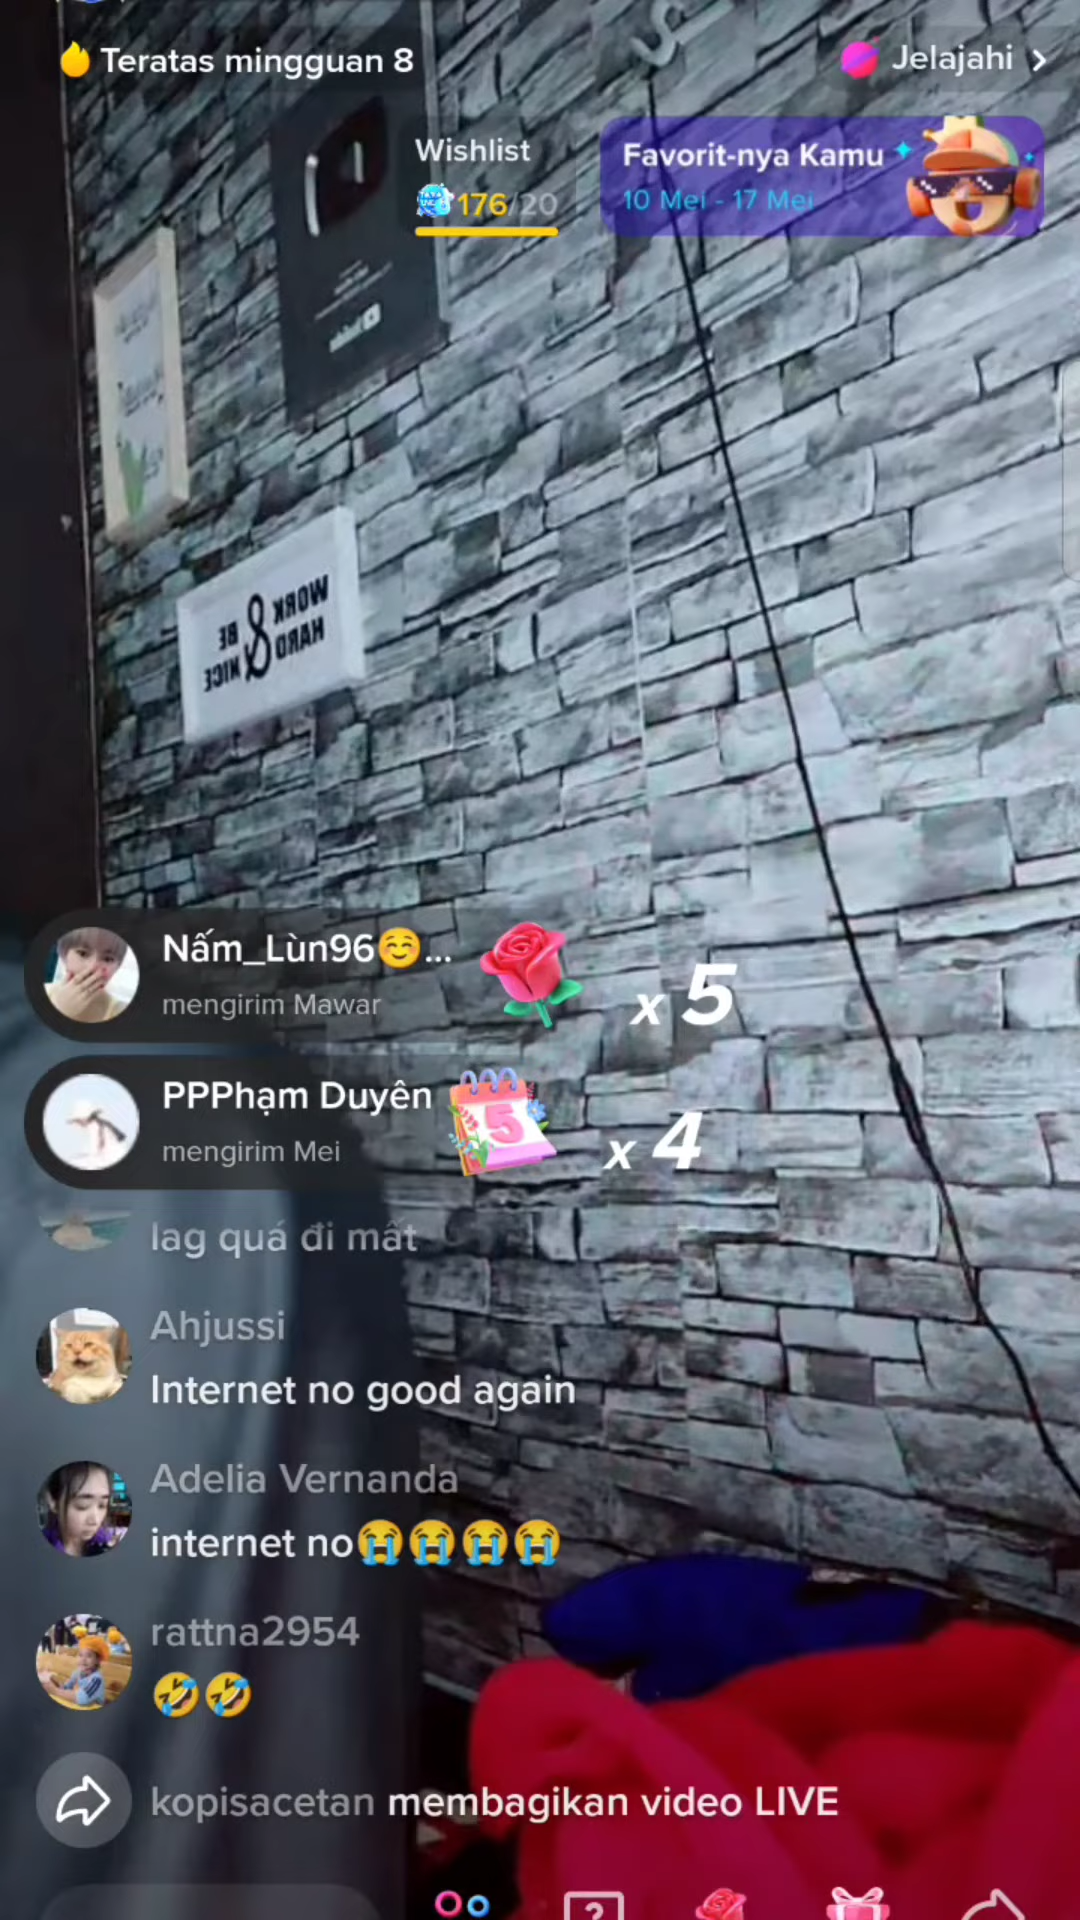 Teratas mingguan 8
Jelajahi
Wishlist
176/20
Favorit-nya Kamu
10 Mei - 17 Mei
WORK
HARD
&
BE
NICE
Nấm_Lùn96☺️...
mengirim Mawar
x 5
PPPhạm Duyên
mengirim Mei
5
x 4
lag quá đi mất
Ahjussi
Internet no good again
Adelia Vernanda
internet no😭😭😭😭
rattna2954
🤣🤣
kopisacetan membagikan video LIVE
?